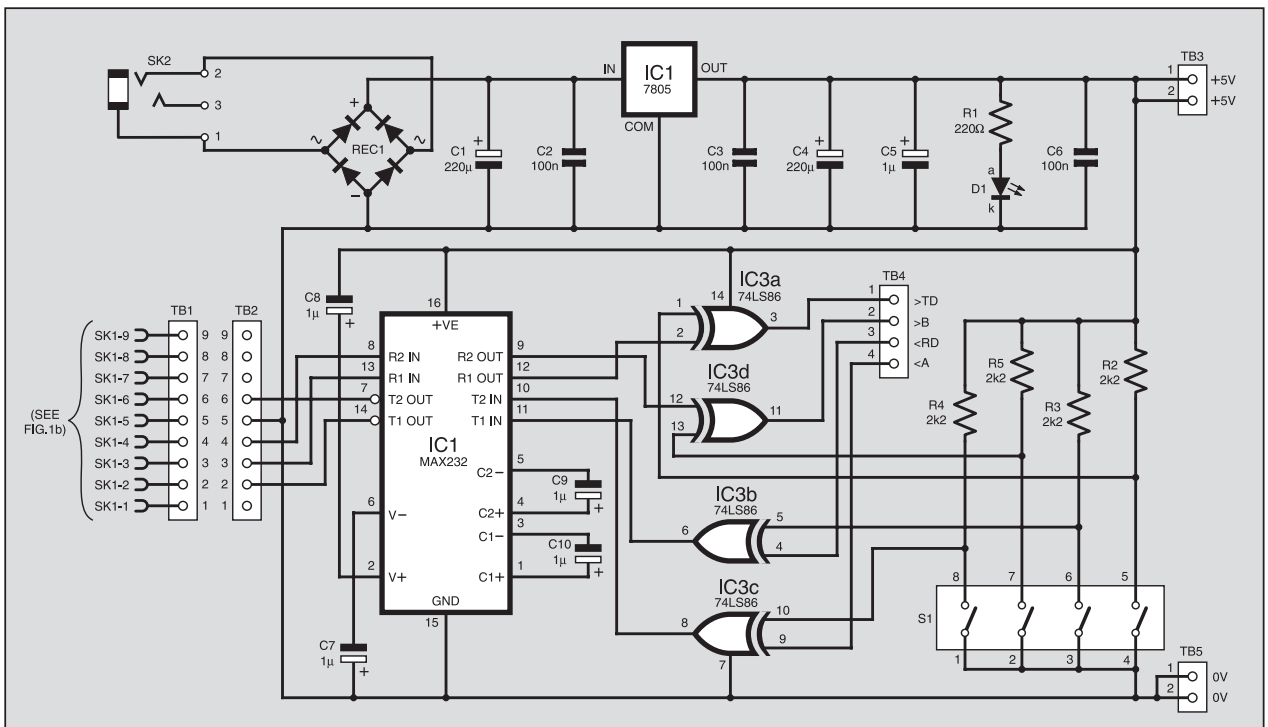 SK2
2
3
1
+
~
REC1
~
−
C1
220µ
+
C2
100n
IN
IC1
7805
OUT
COM
C3
100n
C4
220µ
+
C5
1µ
+
R1
220Ω
a
D1
k
C6
100n
TB3
1
+5V
2
+5V
(SEE
FIG.1b)
SK1-9
SK1-8
SK1-7
SK1-6
SK1-5
SK1-4
SK1-3
SK1-2
SK1-1
TB1
9
8
7
6
5
4
3
2
1
TB2
9
8
7
6
5
4
3
2
1
C8
1µ
+
C7
1µ
+
16
+VE
8
R2 IN
13
R1 IN
7
T2 OUT
14
T1 OUT
6
V−
2
V+
IC1
MAX232
R2 OUT
9
R1 OUT
12
T2 IN
10
T1 IN
11
C2−
5
C2+
4
C1−
3
C1+
1
GND
15
C9
1µ
+
C10
1µ
+
IC3a
74LS86
14
1
2
3
IC3d
74LS86
12
13
11
IC3b
74LS86
6
5
4
IC3c
74LS86
8
10
9
7
TB4
1
>TD
2
>B
3
<RD
4
<A
R4
2k2
R5
2k2
R3
2k2
R2
2k2
S1
8
7
6
5
1
2
3
4
TB5
1
0V
2
0V